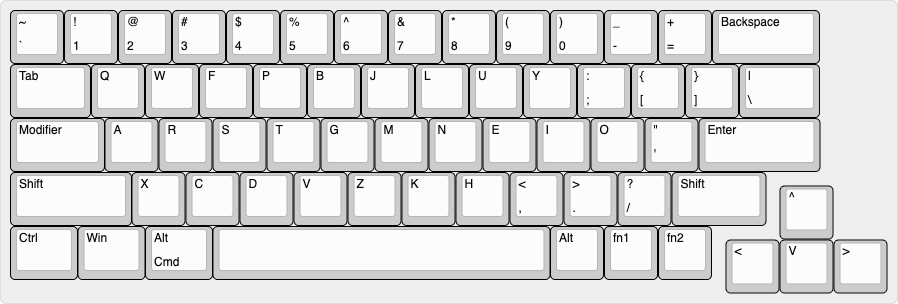 ~ ! @ # $ % ^ & * ( ) _ + Backspace
` 1 2 3 4 5 6 7 8 9 0 - =
Tab Q W F P B J L U Y : { } |
; [ ] \
Modifier A R S T G M N E I O " Enter
'
Shift X C D V Z K H < > ? Shift
, . /
^
Ctrl Win Alt Alt fn1 fn2
Cmd
< V >